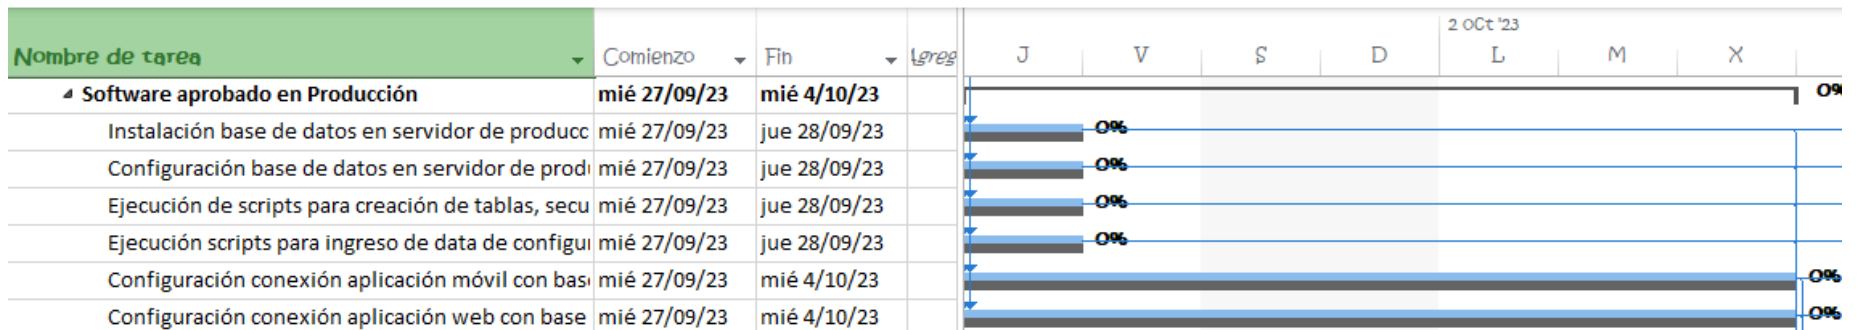 2 OCt '23
Nombre de tarea Comienzo Fin Agreg J V S D L M X
Software aprobado en Producción mié 27/09/23 mié 4/10/23 0%
Instalación base de datos en servidor de producc mié 27/09/23 jue 28/09/23 0%
Configuración base de datos en servidor de produ mié 27/09/23 jue 28/09/23 0%
Ejecución de scripts para creación de tablas, secu mié 27/09/23 jue 28/09/23 0%
Ejecución scripts para ingreso de data de configu mié 27/09/23 jue 28/09/23 0%
Configuración conexión aplicación móvil con bas mié 27/09/23 mié 4/10/23 0%
Configuración conexión aplicación web con base mié 27/09/23 mié 4/10/23 0%